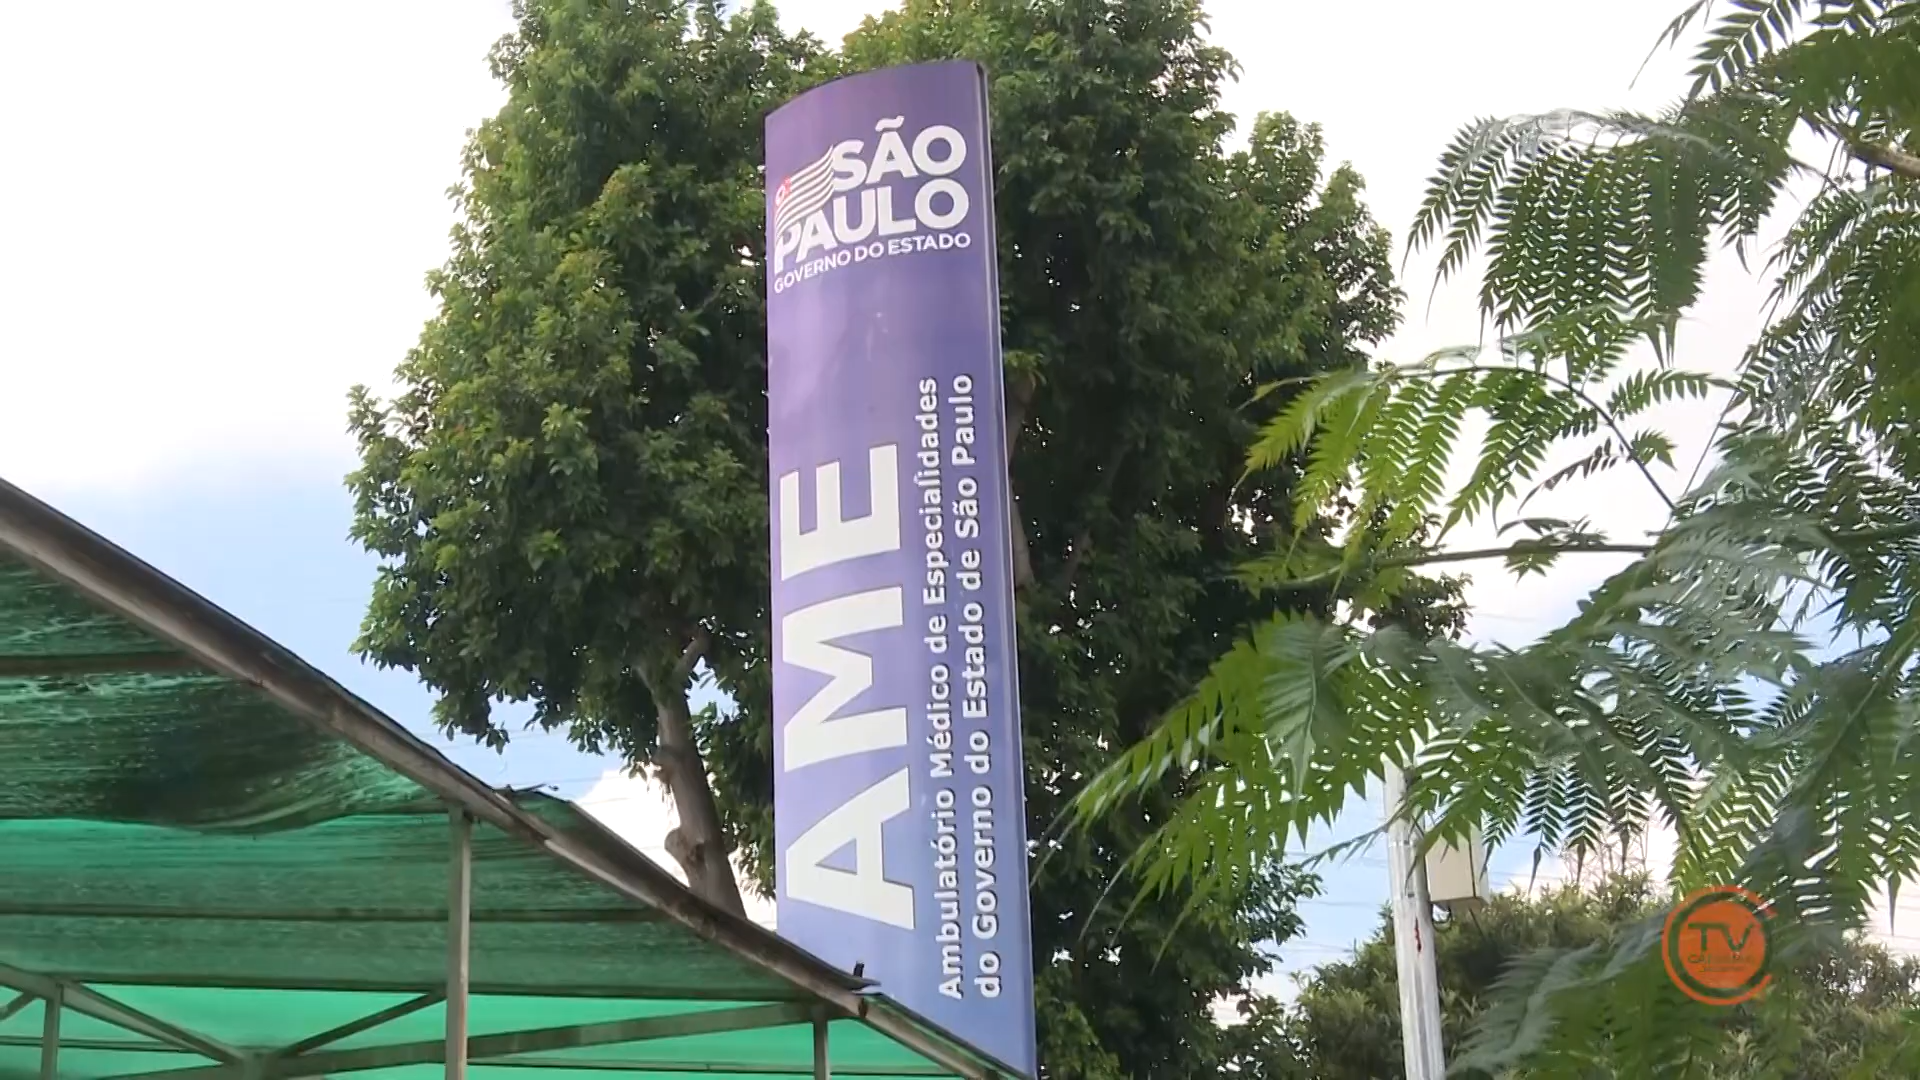 SÃO
PAULO
GOVERNO DO ESTADO
AME
Ambulatório Médico de Especialidades
do Governo do Estado de São Paulo
TV